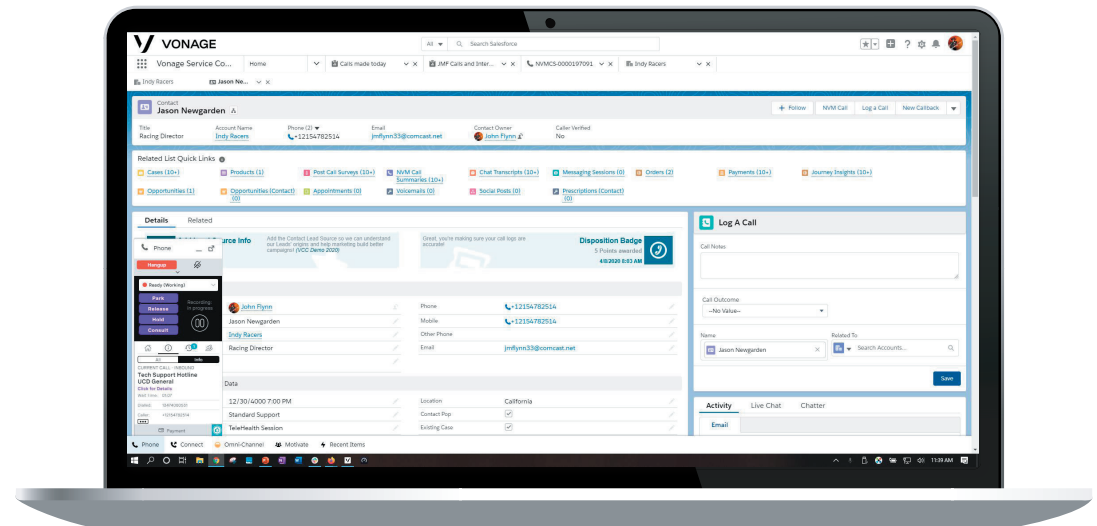 VONAGE
All
Search Salesforce
Vonage Service Co...
Home
Calls made today
JMF Calls and Inter...
NVMCS-0000197091
Indy Racers
Indy Racers
Jason Ne...
Contact
Jason Newgarden
+ Follow
NVM Call
Log a Call
New Callback
Title
Account Name
Phone (2)
Email
Contact Owner
Caller Verified
Racing Director
Indy Racers
+12154782514
jmflynn33@comcast.net
John Flynn
No
Related List Quick Links
Cases (10+)
Products (1)
Post Call Surveys (10+)
NVM Call
Summaries (10+)
Chat Transcripts (10+)
Messaging Sessions (0)
Orders (2)
Payments (10+)
Journey Insights (10+)
Opportunities (1)
Opportunities (Contact)
(0)
Appointments (0)
Voicemails (0)
Social Posts (0)
Prescriptions (Contact)
(0)
Details
Related
urce Info
Add the Contact Lead Source so we can understand
our Leads' origins and help marketing build better
campaigns! (VCC Demo 2020)
Great, you're making sure your call logs are
accurate!
Disposition Badge
5 Points awarded
4/8/2020 8:03 AM
Phone
Hangup
Ready (Working)
Park
Release
Hold
Consult
Recording:
in progress
All
Info
CURRENT CALL - INBOUND
Tech Support Hotline
UCD General
Click for Details
Wait time:
Dialed:
Caller:
+12154782514
Payment
John Flynn
Jason Newgarden
Indy Racers
Racing Director
Phone
+12154782514
Mobile
+12154782514
Other Phone
Email
jmflynn33@comcast.net
Data
12/30/4000 7:00 PM
Standard Support
TeleHealth Session
Location
California
Contact Pop
Existing Case
Log A Call
Call Notes
Call Outcome
--No Value--
Name
Related To
Jason Newgarden
Search Accounts...
Save
Activity
Live Chat
Chatter
Email
Phone
Connect
Omni-Channel
Motivate
Recent Items
11:39 AM